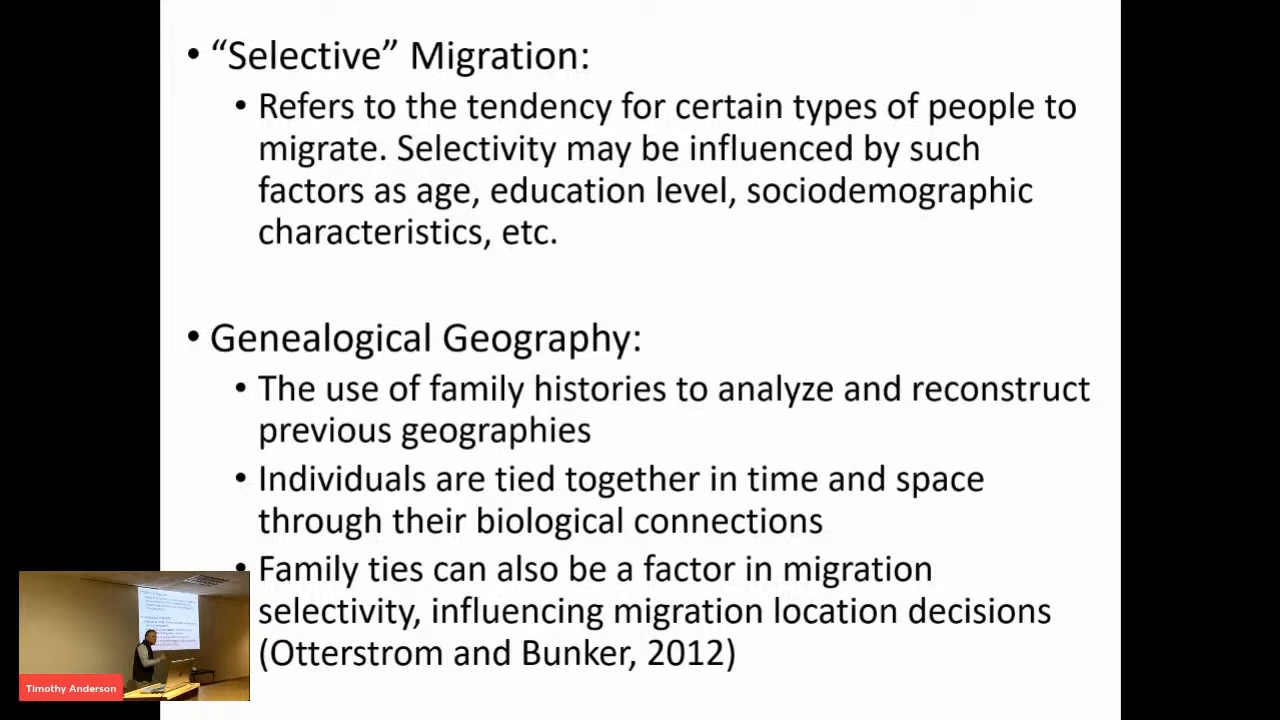 • “Selective” Migration:
• Refers to the tendency for certain types of people to
migrate. Selectivity may be influenced by such
factors as age, education level, sociodemographic
characteristics, etc.
• Genealogical Geography:
• The use of family histories to analyze and reconstruct
previous geographies
• Individuals are tied together in time and space
through their biological connections
• Family ties can also be a factor in migration
selectivity, influencing migration location decisions
(Otterstrom and Bunker, 2012)
Timothy Anderson